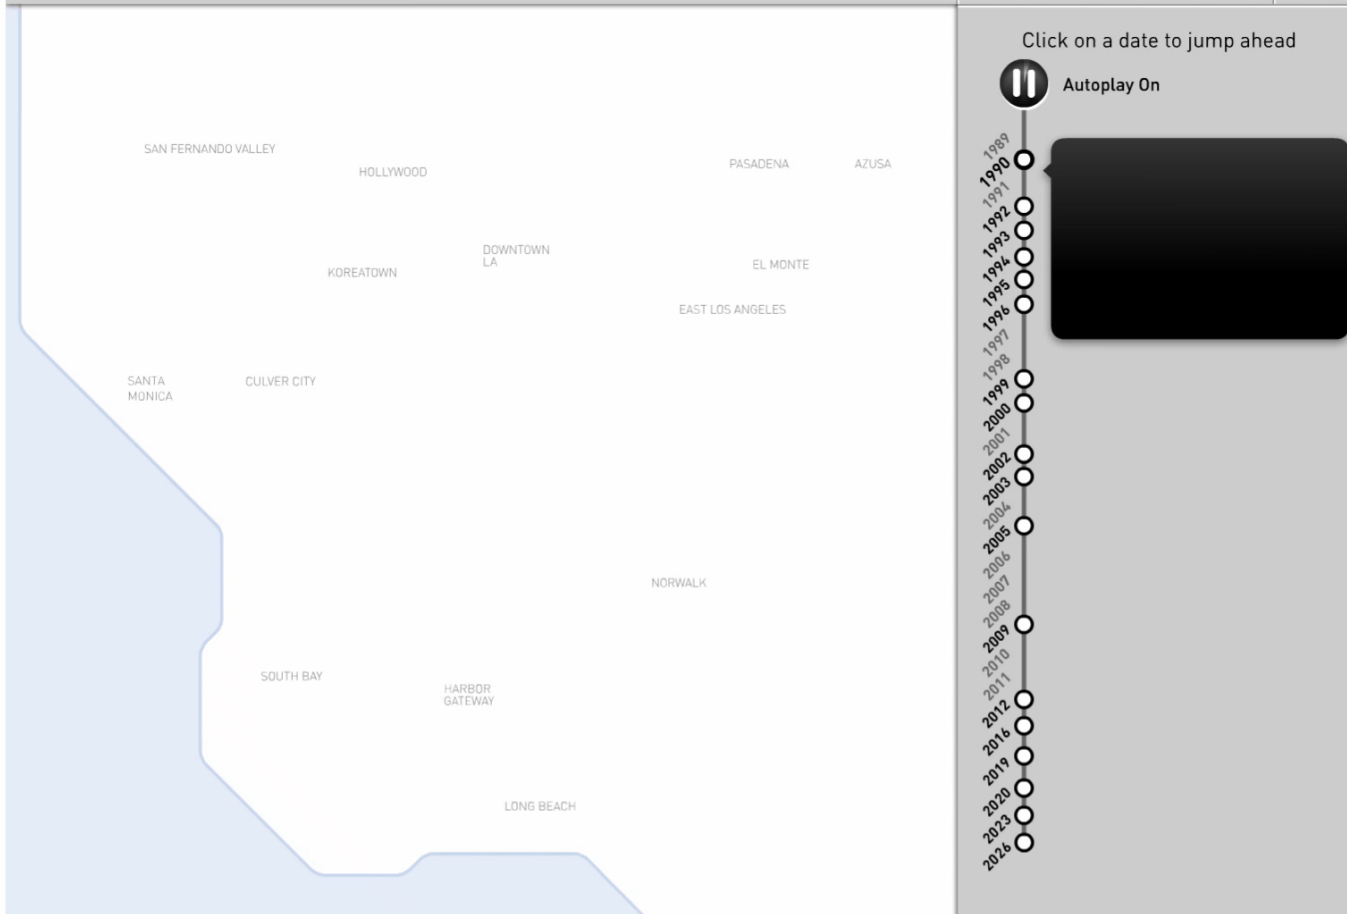 Click on a date to jump ahead
Autoplay On
SAN FERNANDO VALLEY
HOLLYWOOD
PASADENA
AZUSA
DOWNTOWN
LA
KOREATOWN
EL MONTE
EAST LOS ANGELES
SANTA
MONICA
CULVER CITY
NORWALK
SOUTH BAY
HARBOR
GATEWAY
LONG BEACH
1989
1990
1991
1992
1993
1994
1995
1996
1997
1998
1999
2000
2001
2002
2003
2004
2005
2006
2007
2008
2009
2010
2011
2012
2016
2019
2020
2023
2026